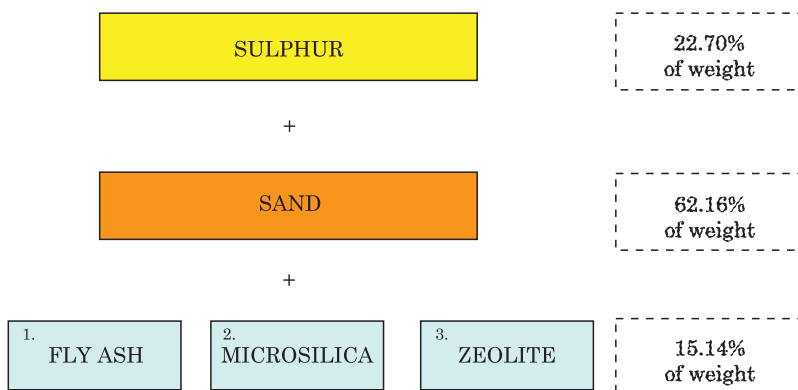 SULPHUR
22.70%
of weight
+
SAND
62.16%
of weight
+
1.
FLY ASH
2.
MICROSILICA
3.
ZEOLITE
15.14%
of weight